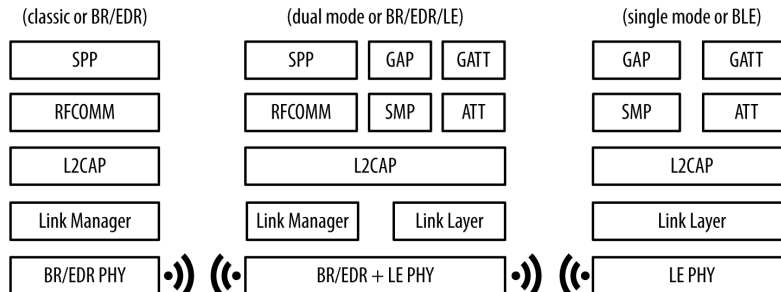 (classic or BR/EDR) (dual mode or BR/EDR/LE) (single mode or BLE)
SPP SPP GAP GATT GAP GATT
RFCOMM RFCOMM SMP ATT SMP ATT
L2CAP L2CAP L2CAP
Link Manager Link Manager Link Layer Link Layer
BR/EDR PHY BR/EDR + LE PHY LE PHY